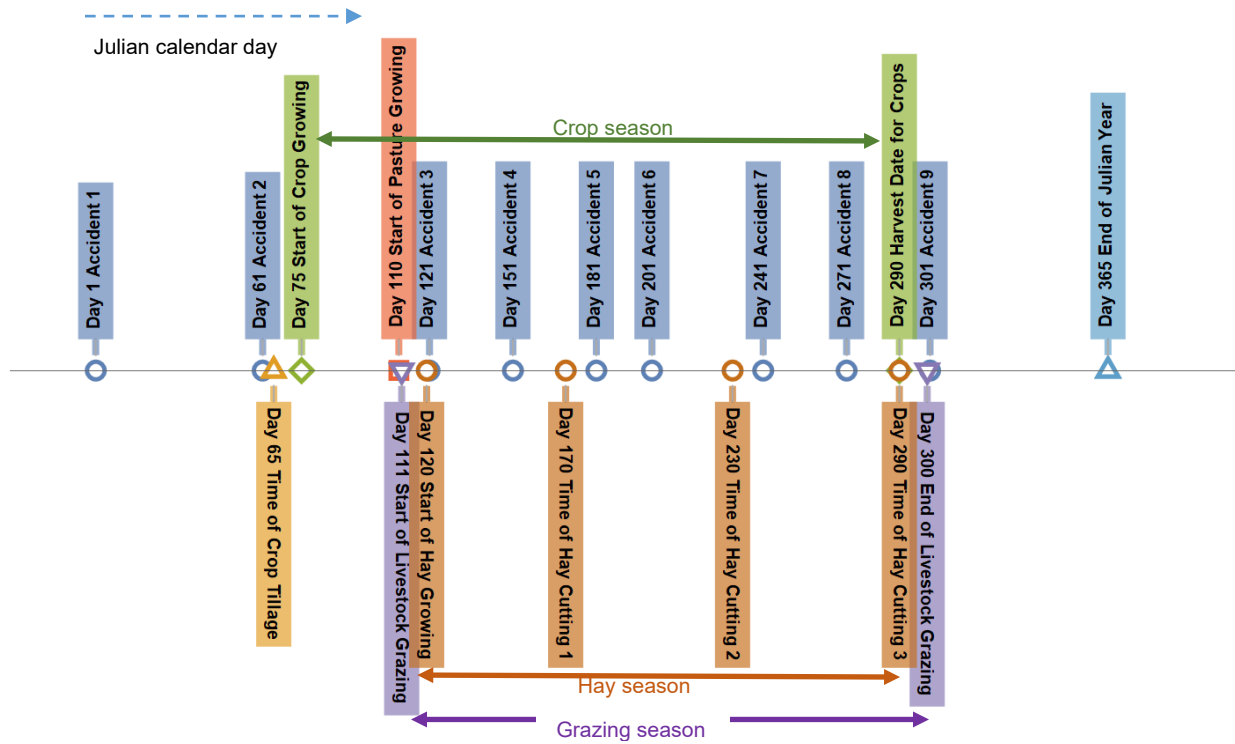 Julian calendar day
Day 1 Accident 1
Day 61 Accident 2
Day 75 Start of Crop Growing
Day 110 Start of Pasture Growing
Day 121 Accident 3
Day 151 Accident 4
Day 181 Accident 5
Day 201 Accident 6
Day 241 Accident 7
Day 271 Accident 8
Day 290 Harvest Date for Crops
Day 301 Accident 9
Day 365 End of Julian Year
Crop season
Day 65 Time of Crop Tillage
Day 111 Start of Livestock Grazing
Day 120 Start of Hay Growing
Day 170 Time of Hay Cutting 1
Day 230 Time of Hay Cutting 2
Day 290 Time of Hay Cutting 3
Day 300 End of Livestock Grazing
Hay season
Grazing season